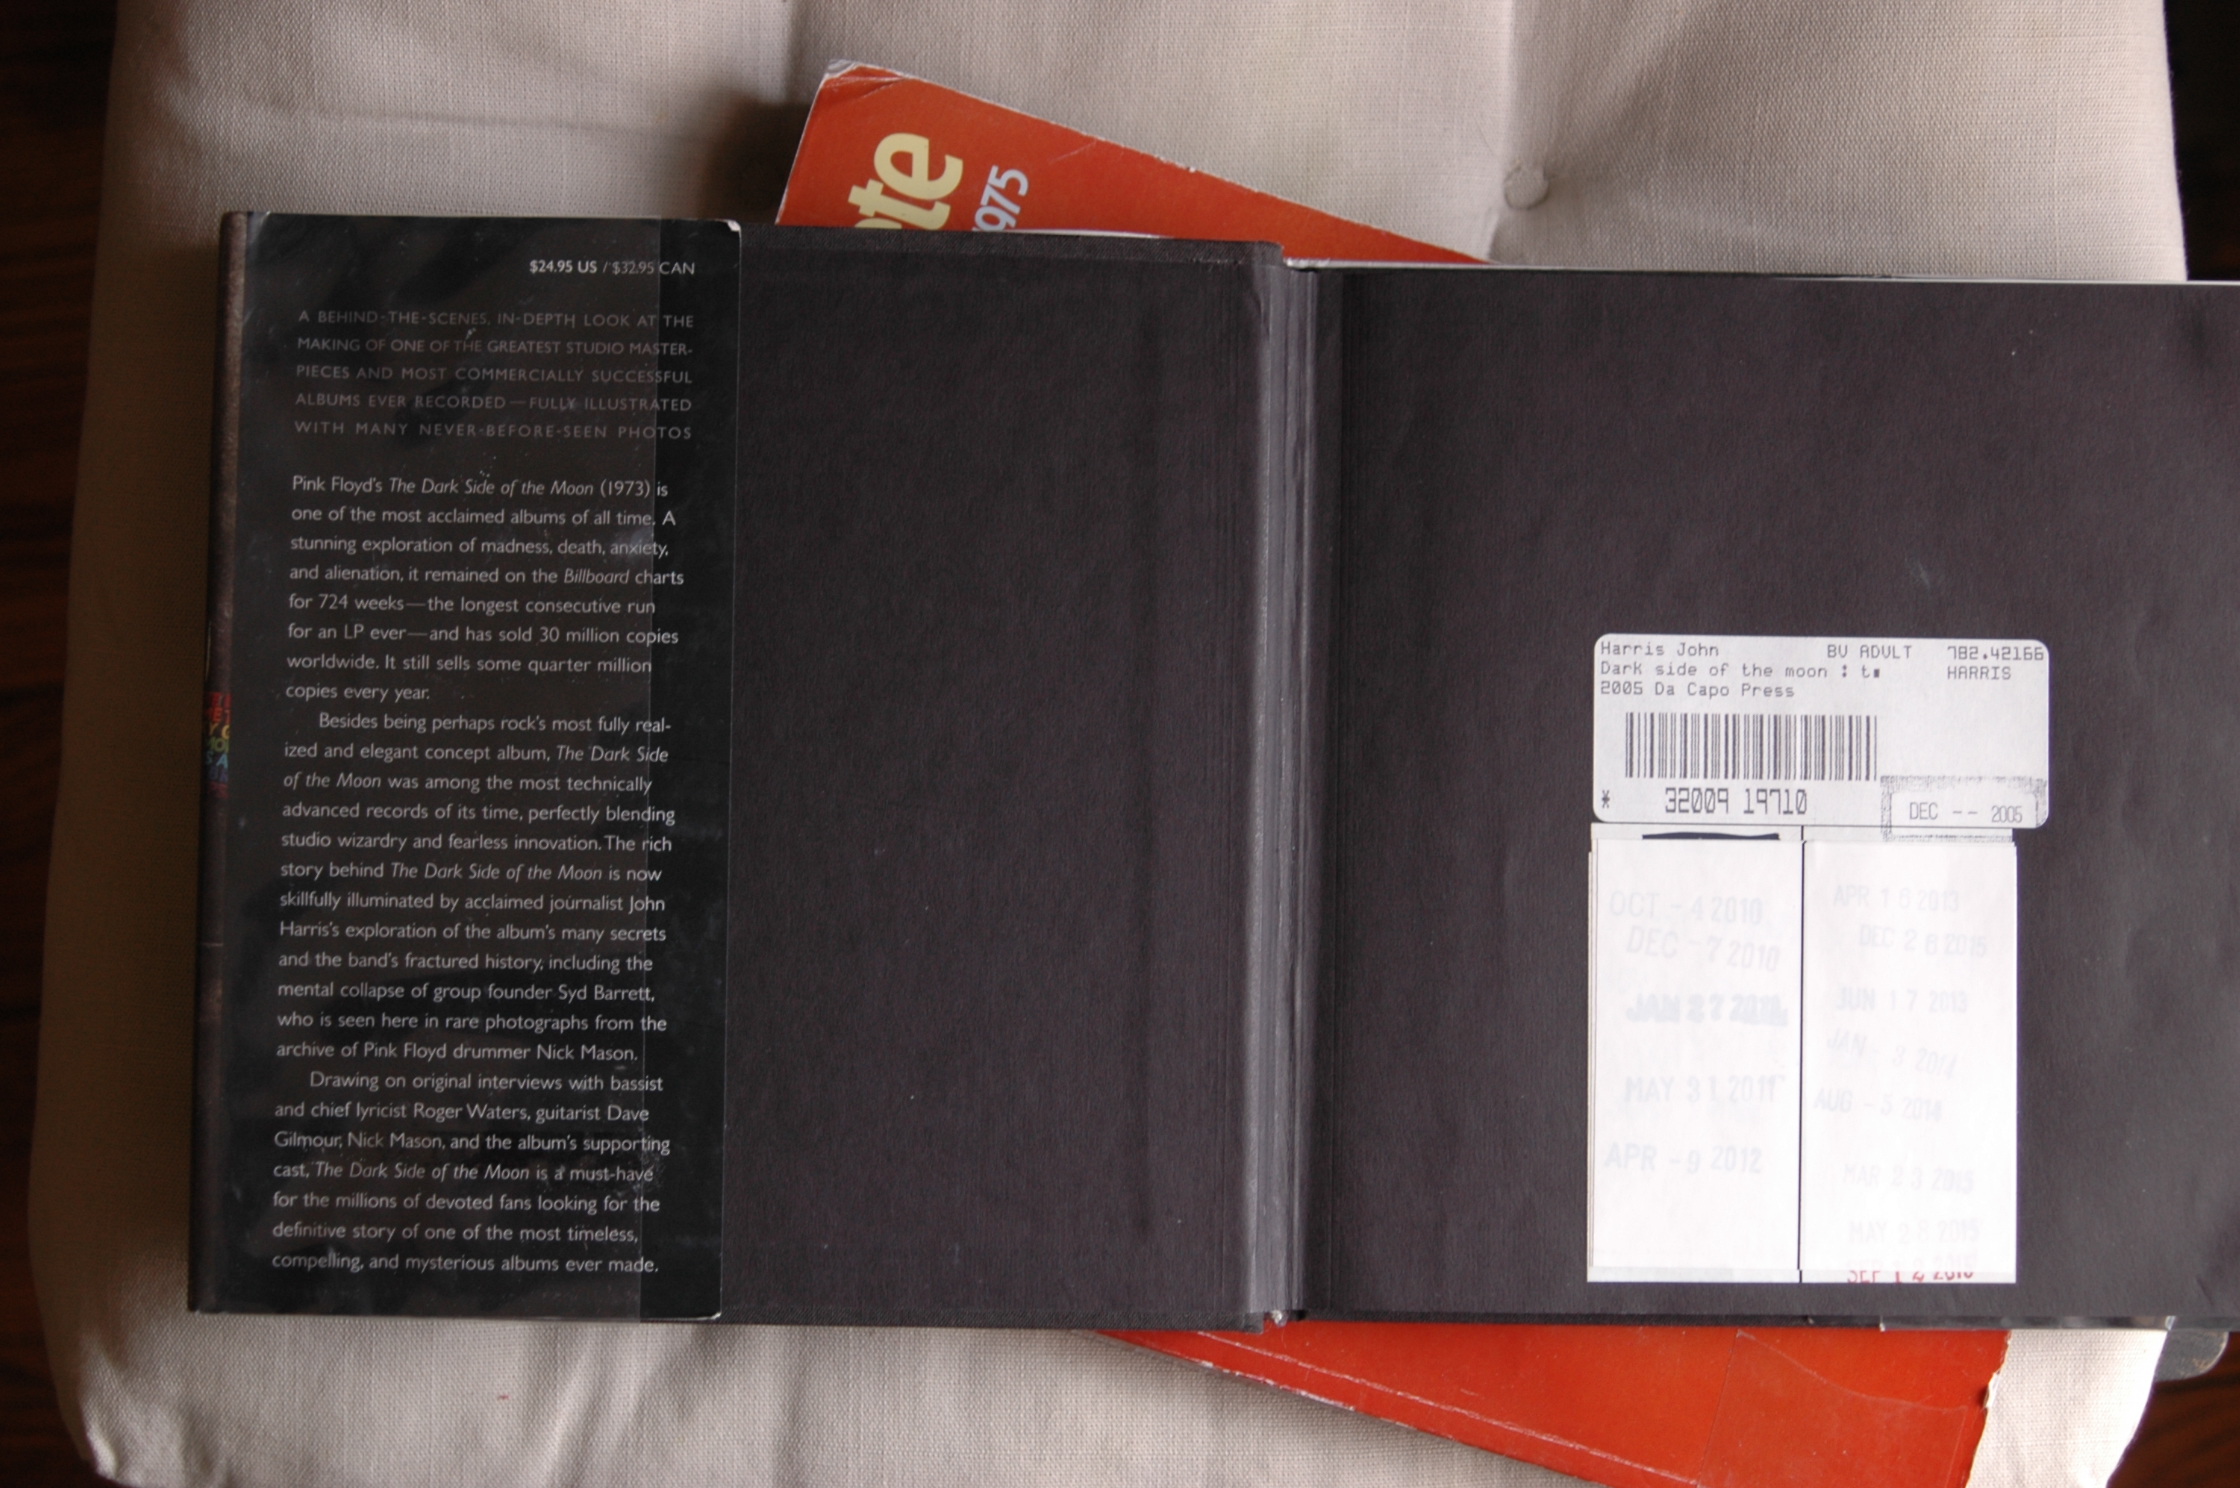 975
$24.95 US / $32.95 CAN
A BEHIND-THE-SCENES, IN-DEPTH LOOK AT THE
MAKING OF ONE OF THE GREATEST STUDIO MASTER-
PIECES AND MOST COMMERCIALLY SUCCESSFUL
ALBUMS EVER RECORDED—FULLY ILLUSTRATED
WITH MANY NEVER-BEFORE-SEEN PHOTOS
Pink Floyd's The Dark Side of the Moon (1973) is
one of the most acclaimed albums of all time. A
stunning exploration of madness, death, anxiety,
and alienation, it remained on the Billboard charts
for 724 weeks—the longest consecutive run
for an LP ever—and has sold 30 million copies
worldwide. It still sells some quarter million
copies every year.
Besides being perhaps rock's most fully real-
ized and elegant concept album, The Dark Side
of the Moon was among the most technically
advanced records of its time, perfectly blending
studio wizardry and fearless innovation. The rich
story behind The Dark Side of the Moon is now
skillfully illuminated by acclaimed journalist John
Harris's exploration of the album's many secrets
and the band's fractured history, including the
mental collapse of group founder Syd Barrett,
who is seen here in rare photographs from the
archive of Pink Floyd drummer Nick Mason.
Drawing on original interviews with bassist
and chief lyricist Roger Waters, guitarist Dave
Gilmour, Nick Mason, and the album's supporting
cast, The Dark Side of the Moon is a must-have
for the millions of devoted fans looking for the
definitive story of one of the most timeless,
compelling, and mysterious albums ever made.
Harris John BV ADULT 782.42166
Dark side of the moon : t HARRIS
2005 Da Capo Press
* 32009 19710
DEC -- 2005
OCT - 4 2010
DEC - 7 2010
JAN 27
MAY 31 2011
APR - 9 2012
APR 1 2013
DEC 2 2015
JUN 17 2013
JAN 3 2014
AUG - 5 2014
MAR 23 2015
MAY 2 2015
SEP 12